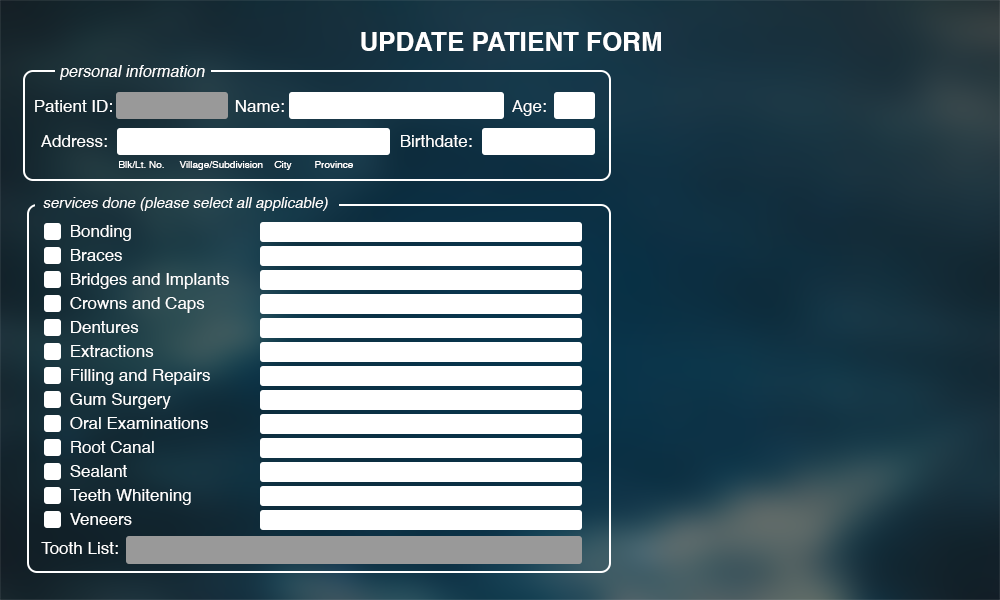 UPDATE PATIENT FORM
personal information
Patient ID: Name: Age:
Address: Birthdate:
Blk/Lt. No. Village/Subdivision City Province
services done (please select all applicable)
Bonding
Braces
Bridges and Implants
Crowns and Caps
Dentures
Extractions
Filling and Repairs
Gum Surgery
Oral Examinations
Root Canal
Sealant
Teeth Whitening
Veneers
Tooth List: